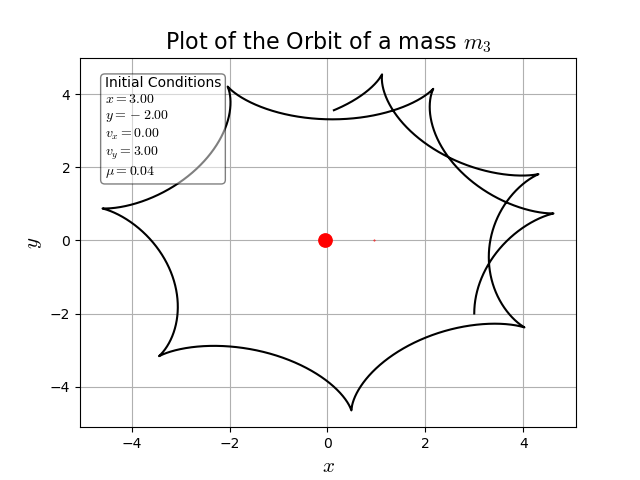 Plot of the Orbit of a mass m₃
Initial Conditions
x = 3.00
y = − 2.00
vₓ = 0.00
v_y = 3.00
μ = 0.04
y
4
2
0
−2
−4
−4 −2 0 2 4
x